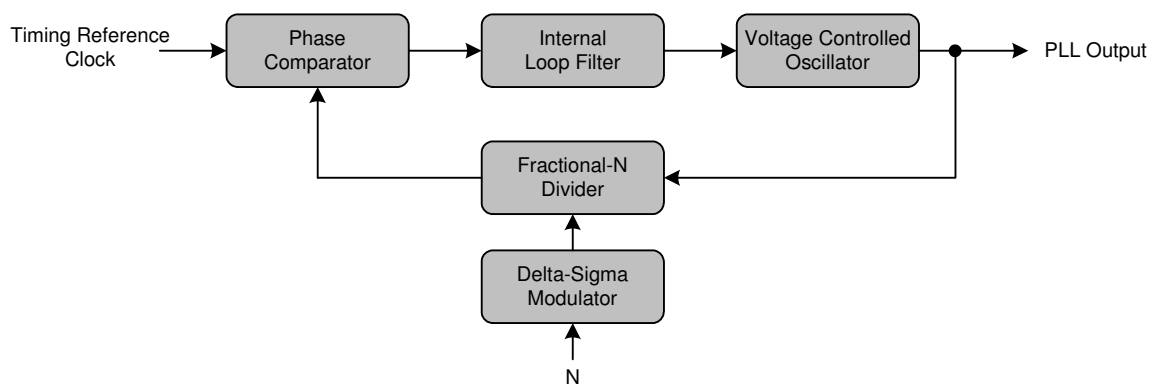 Timing Reference
Clock
Phase
Comparator
Internal
Loop Filter
Voltage Controlled
Oscillator
PLL Output
Fractional-N
Divider
Delta-Sigma
Modulator
N